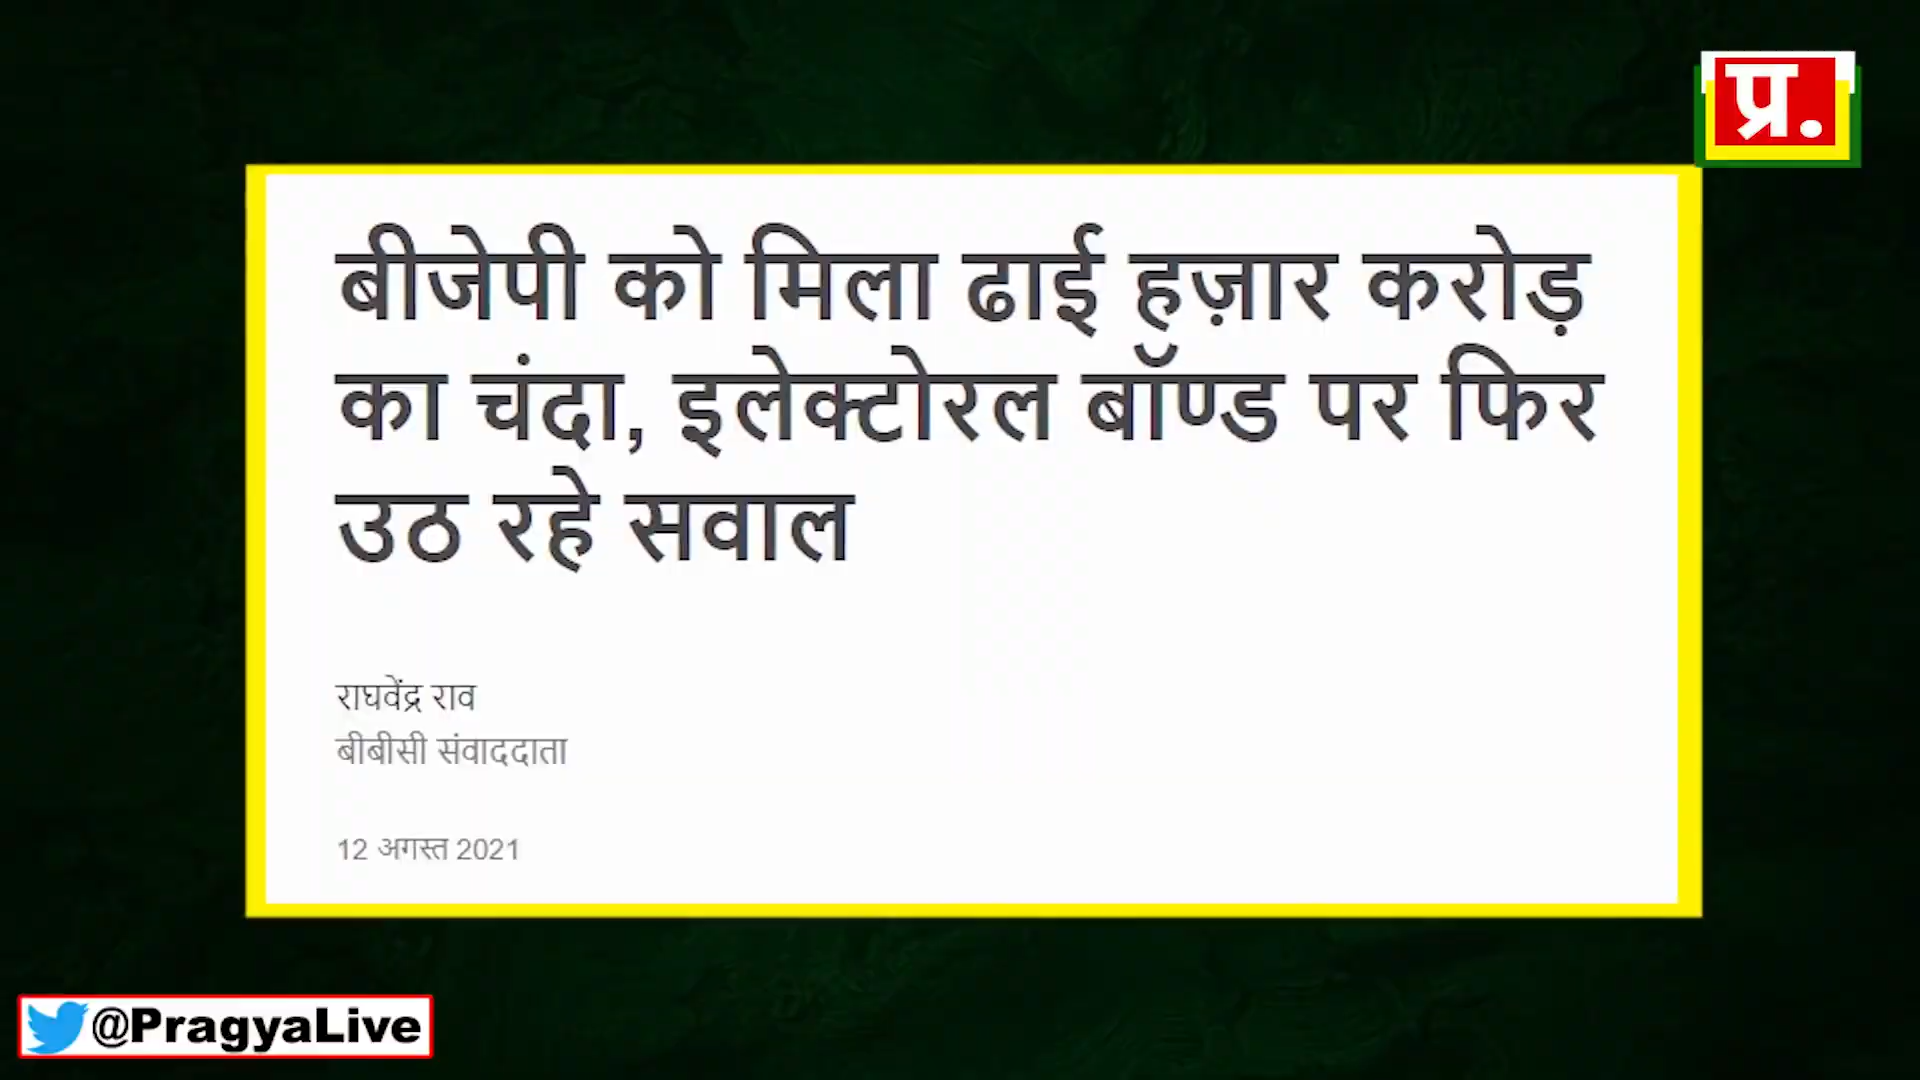 प्र.
बीजेपी को मिला ढाई हज़ार करोड़
का चंदा, इलेक्टोरल बॉण्ड पर फिर
उठ रहे सवाल
राघवेंद्र राव
बीबीसी संवाददाता
12 अगस्त 2021
@PragyaLive